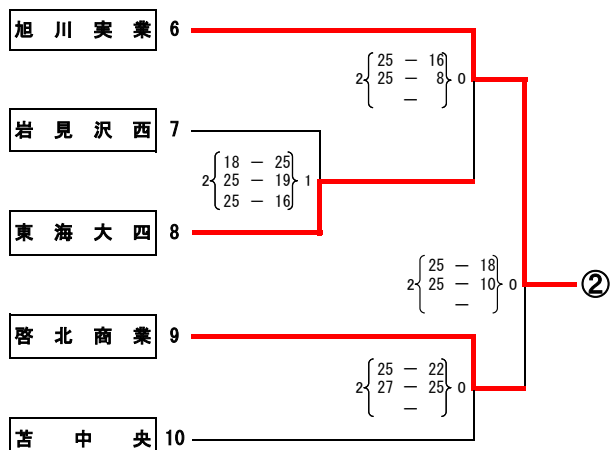 旭川実業 6
25 － 16
2 25 － 8 0
－
岩見沢西 7
18 － 25
2 25 － 19 1
25 － 16
東海大四 8
25 － 18
2 25 － 10 0
－
②
啓北商業 9
25 － 22
2 27 － 25 0
－
苫中央 10